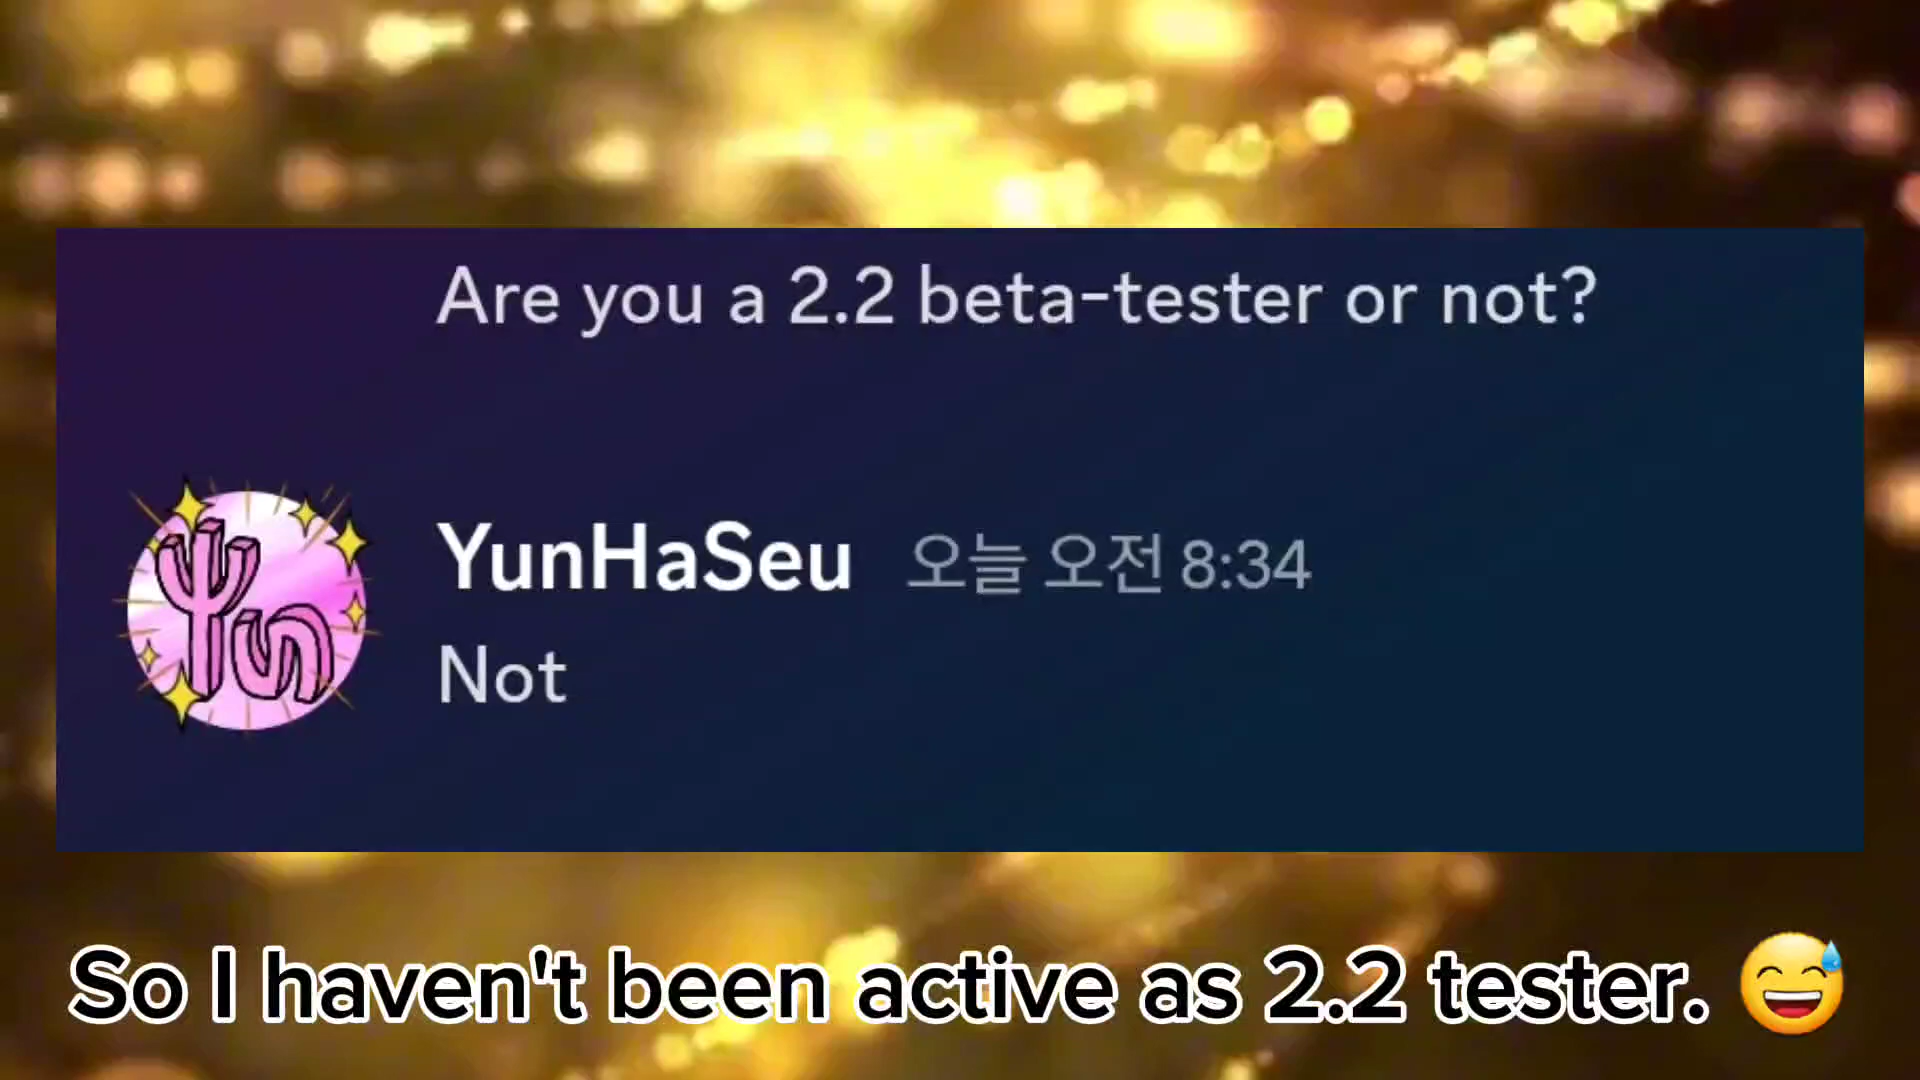 Are you a 2.2 beta-tester or not?
YunHaSeu 오늘 오전 8:34
Not
Yun
So I haven't been active as 2.2 tester. 😅